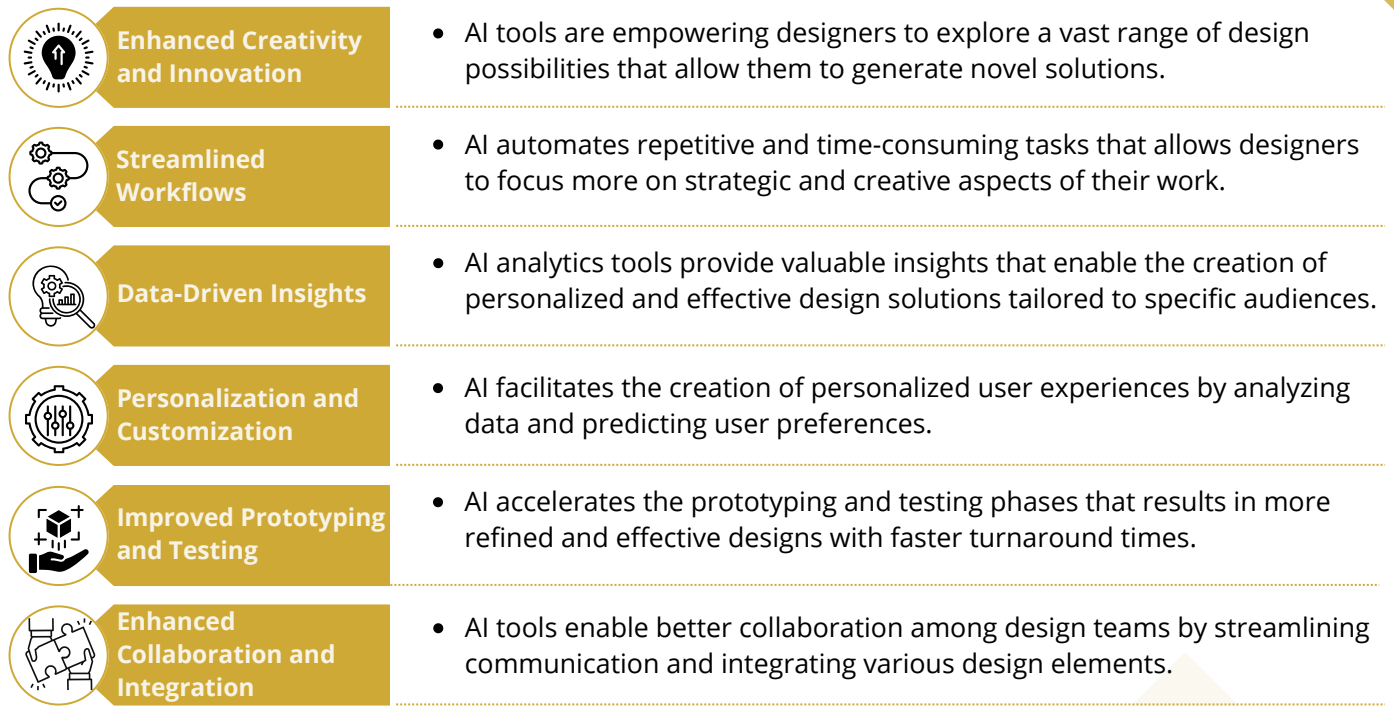 Enhanced Creativity
and Innovation
• AI tools are empowering designers to explore a vast range of design
possibilities that allow them to generate novel solutions.
Streamlined
Workflows
• AI automates repetitive and time-consuming tasks that allows designers
to focus more on strategic and creative aspects of their work.
Data-Driven Insights
• AI analytics tools provide valuable insights that enable the creation of
personalized and effective design solutions tailored to specific audiences.
Personalization and
Customization
• AI facilitates the creation of personalized user experiences by analyzing
data and predicting user preferences.
Improved Prototyping
and Testing
• AI accelerates the prototyping and testing phases that results in more
refined and effective designs with faster turnaround times.
Enhanced
Collaboration and
Integration
• AI tools enable better collaboration among design teams by streamlining
communication and integrating various design elements.